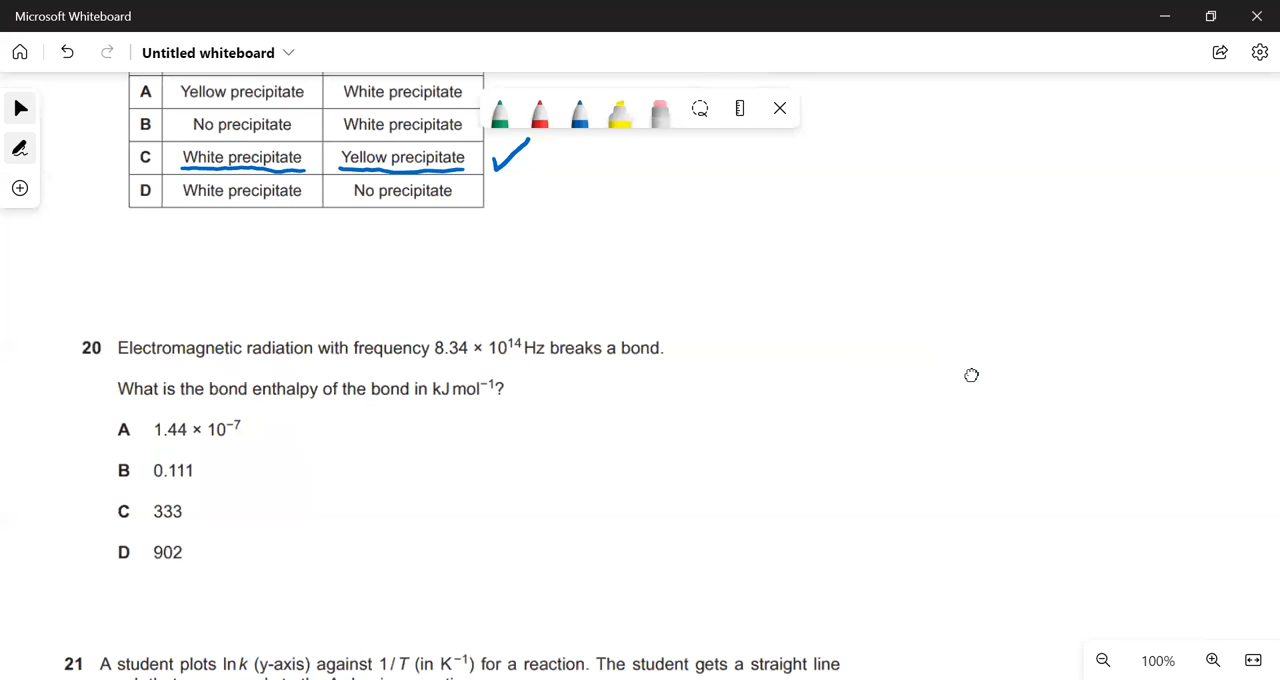 Microsoft Whiteboard
Untitled whiteboard
A Yellow precipitate White precipitate
B No precipitate White precipitate
C White precipitate Yellow precipitate
D White precipitate No precipitate
20 Electromagnetic radiation with frequency 8.34 × 10¹⁴ Hz breaks a bond.
What is the bond enthalpy of the bond in kJ mol⁻¹?
A 1.44 × 10⁻⁷
B 0.111
C 333
D 902
21 A student plots ln k (y-axis) against 1/T (in K⁻¹) for a reaction. The student gets a straight line
100%